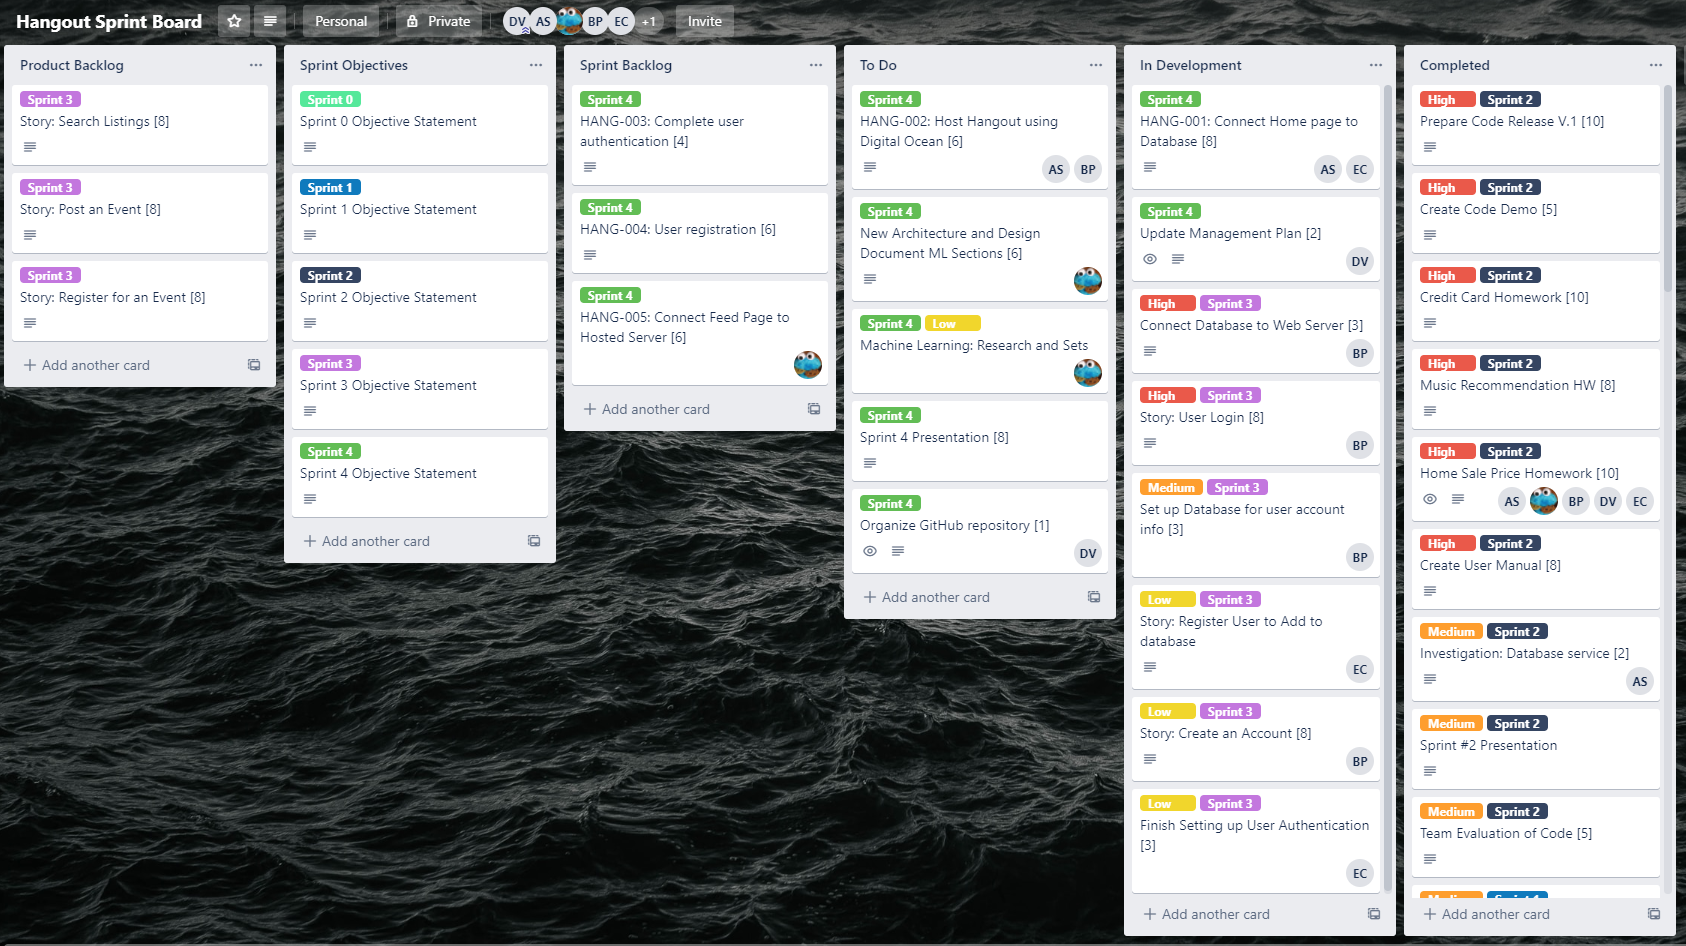 Hangout Sprint Board
Personal
Private
DV AS BP EC +1
Invite
Product Backlog
Sprint 3
Story: Search Listings [8]
Sprint 3
Story: Post an Event [8]
Sprint 3
Story: Register for an Event [8]
Add another card
Sprint Objectives
Sprint 0
Sprint 0 Objective Statement
Sprint 1
Sprint 1 Objective Statement
Sprint 2
Sprint 2 Objective Statement
Sprint 3
Sprint 3 Objective Statement
Sprint 4
Sprint 4 Objective Statement
Add another card
Sprint Backlog
Sprint 4
HANG-003: Complete user
authentication [4]
Sprint 4
HANG-004: User registration [6]
Sprint 4
HANG-005: Connect Feed Page to
Hosted Server [6]
Add another card
To Do
Sprint 4
HANG-002: Host Hangout using
Digital Ocean [6]
AS BP
Sprint 4
New Architecture and Design
Document ML Sections [6]
Sprint 4 Low
Machine Learning: Research and Sets
Sprint 4
Sprint 4 Presentation [8]
Sprint 4
Organize GitHub repository [1]
DV
Add another card
In Development
Sprint 4
HANG-001: Connect Home page to
Database [8]
AS EC
Sprint 4
Update Management Plan [2]
DV
High Sprint 3
Connect Database to Web Server [3]
BP
High Sprint 3
Story: User Login [8]
BP
Medium Sprint 3
Set up Database for user account
info [3]
BP
Low Sprint 3
Story: Register User to Add to
database
EC
Low Sprint 3
Story: Create an Account [8]
BP
Low Sprint 3
Finish Setting up User Authentication
[3]
EC
Add another card
Completed
High Sprint 2
Prepare Code Release V.1 [10]
High Sprint 2
Create Code Demo [5]
High Sprint 2
Credit Card Homework [10]
High Sprint 2
Music Recommendation HW [8]
High Sprint 2
Home Sale Price Homework [10]
AS BP DV EC
High Sprint 2
Create User Manual [8]
Medium Sprint 2
Investigation: Database service [2]
AS
Medium Sprint 2
Sprint #2 Presentation
Medium Sprint 2
Team Evaluation of Code [5]
Add another card